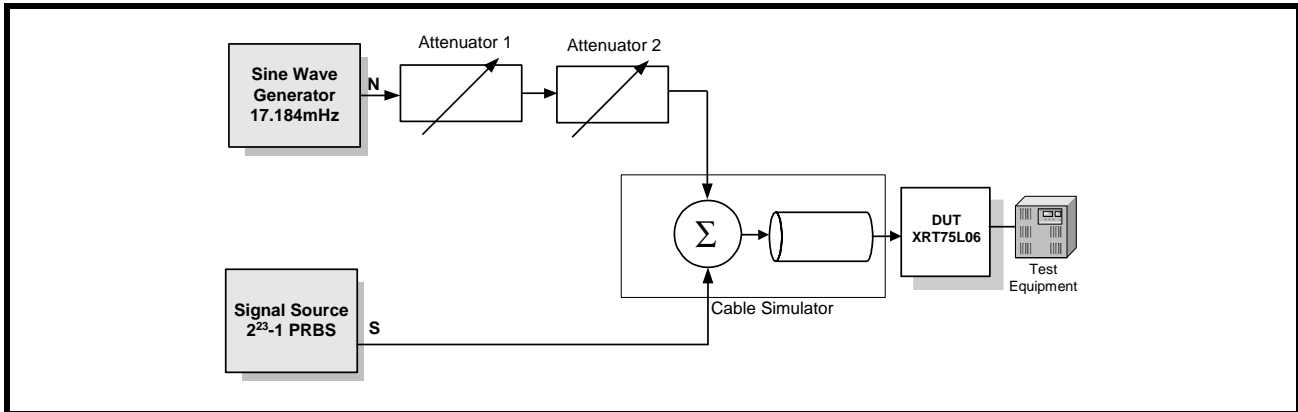 Attenuator 1
Attenuator 2
Sine Wave
Generator
17.184mHz
N
Σ
DUT
XRT75L06
Test
Equipment
Cable Simulator
Signal Source
2²³-1 PRBS
S